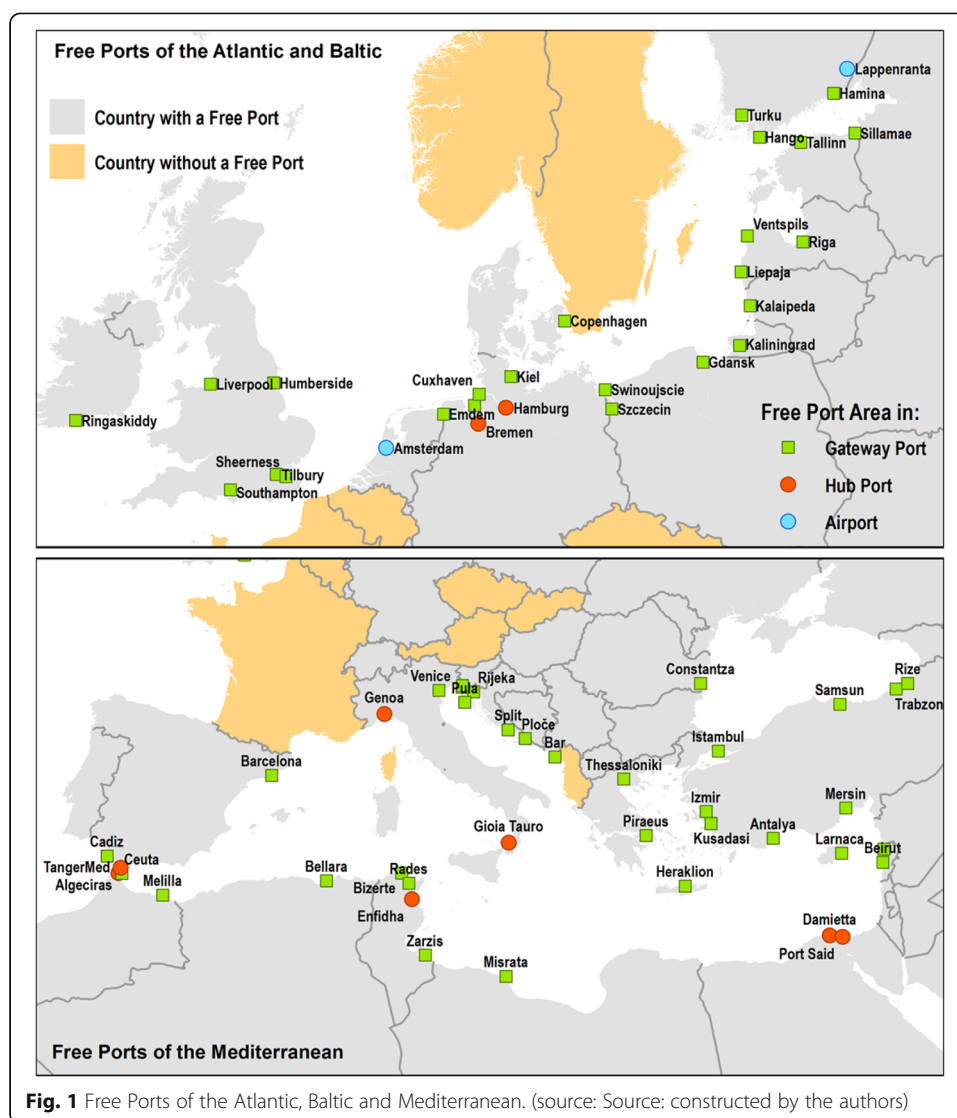 Free Ports of the Atlantic and Baltic
Country with a Free Port
Country without a Free Port
Lappenranta
Hamina
Turku
Hango
Tallinn
Sillamae
Ventspils
Riga
Liepaja
Kalaipeda
Copenhagen
Kaliningrad
Gdansk
Liverpool
Humberside
Cuxhaven
Kiel
Swinoujscie
Szczecin
Hamburg
Emdem
Bremen
Ringaskiddy
Amsterdam
Sheerness
Tilbury
Southampton
Free Port Area in:
Gateway Port
Hub Port
Airport
Venice
Rijeka
Pula
Genoa
Constantza
Rize
Trabzon
Samsun
Split
Ploče
Bar
Istambul
Barcelona
Thessaloniki
Izmir
Mersin
Piraeus
Kusadasi
Antalya
Larnaca
Beirut
Gioia Tauro
Cadiz
TangerMed
Ceuta
Algeciras
Melilla
Bellara
Rades
Bizerte
Enfidha
Heraklion
Damietta
Port Said
Zarzis
Misrata
Free Ports of the Mediterranean
Fig. 1 Free Ports of the Atlantic, Baltic and Mediterranean. (source: Source: constructed by the authors)